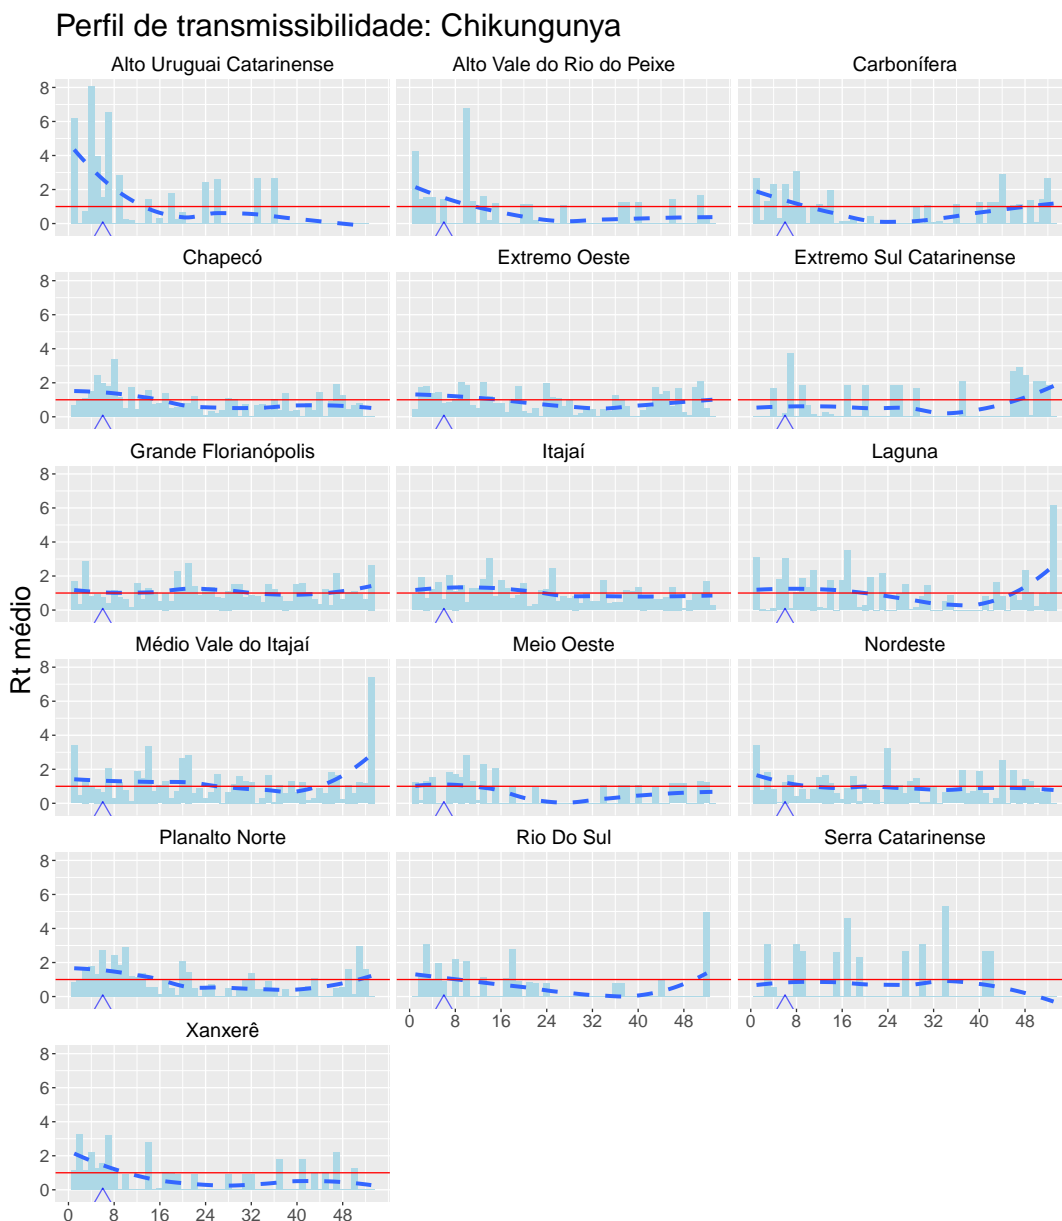 Perfil de transmissibilidade: Chikungunya
Alto Uruguai Catarinense
Alto Vale do Rio do Peixe
Carbonífera
8
6
4
2
0
Chapecó
Extremo Oeste
Extremo Sul Catarinense
8
6
4
2
0
Grande Florianópolis
Itajaí
Laguna
8
6
4
2
0
Rt médio
Médio Vale do Itajaí
Meio Oeste
Nordeste
8
6
4
2
0
Planalto Norte
Rio Do Sul
Serra Catarinense
8
6
4
2
0
0 8 16 24 32 40 48
0 8 16 24 32 40 48
Xanxerê
8
6
4
2
0
0 8 16 24 32 40 48